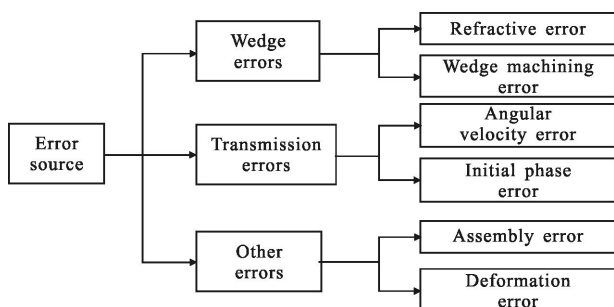 Error
source
Wedge
errors
Transmission
errors
Other
errors
Refractive error
Wedge machining
error
Angular
velocity error
Initial phase
error
Assembly error
Deformation
error